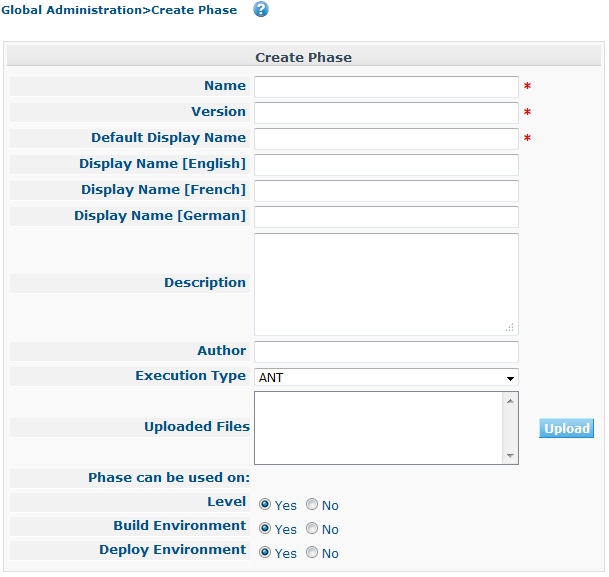 Global Administration>Create Phase ?
Create Phase
Name *
Version *
Default Display Name *
Display Name [English]
Display Name [French]
Display Name [German]
Description
Author
Execution Type ANT
Uploaded Files Upload
Phase can be used on:
Level Yes No
Build Environment Yes No
Deploy Environment Yes No